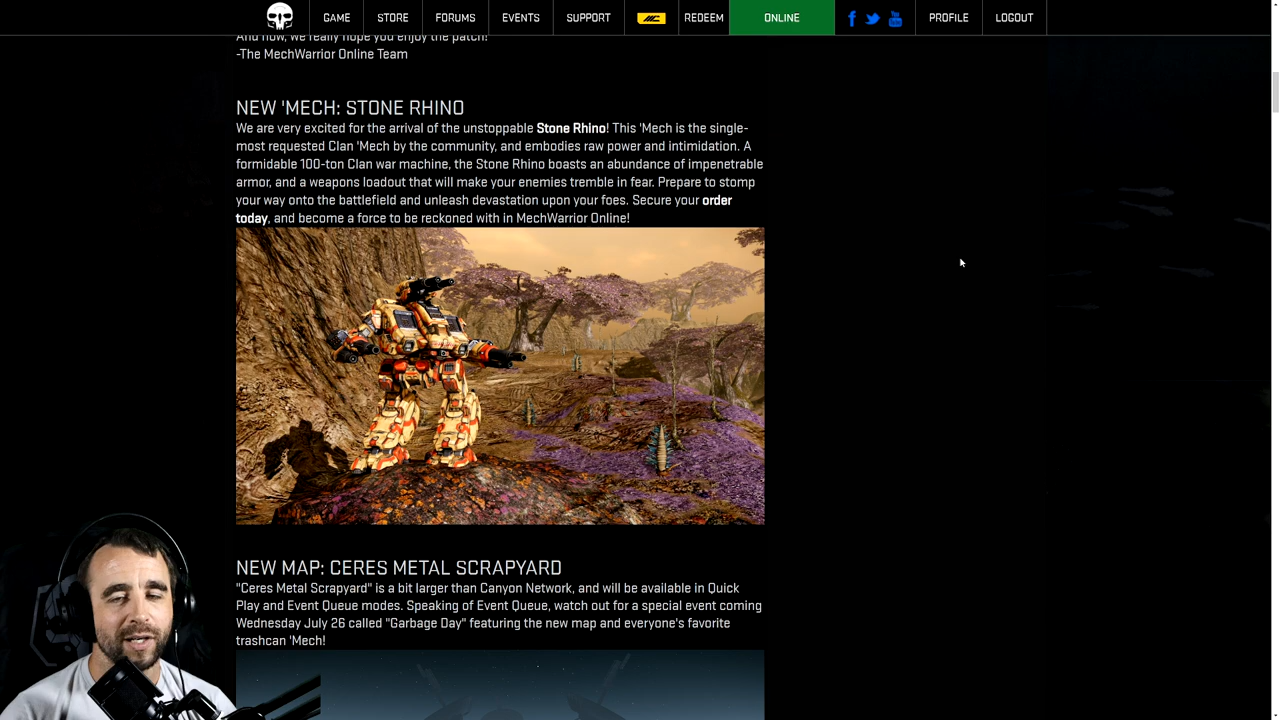 GAME STORE FORUMS EVENTS SUPPORT MC REDEEM ONLINE f You Tube PROFILE LOGOUT
And now, we really hope you enjoy the patch!
-The MechWarrior Online Team
NEW 'MECH: STONE RHINO
We are very excited for the arrival of the unstoppable Stone Rhino! This 'Mech is the single-
most requested Clan 'Mech by the community, and embodies raw power and intimidation. A
formidable 100-ton Clan war machine, the Stone Rhino boasts an abundance of impenetrable
armor, and a weapons loadout that will make your enemies tremble in fear. Prepare to stomp
your way onto the battlefield and unleash devastation upon your foes. Secure your order
today, and become a force to be reckoned with in MechWarrior Online!
NEW MAP: CERES METAL SCRAPYARD
"Ceres Metal Scrapyard" is a bit larger than Canyon Network, and will be available in Quick
Play and Event Queue modes. Speaking of Event Queue, watch out for a special event coming
Wednesday July 26 called "Garbage Day" featuring the new map and everyone's favorite
trashcan 'Mech!